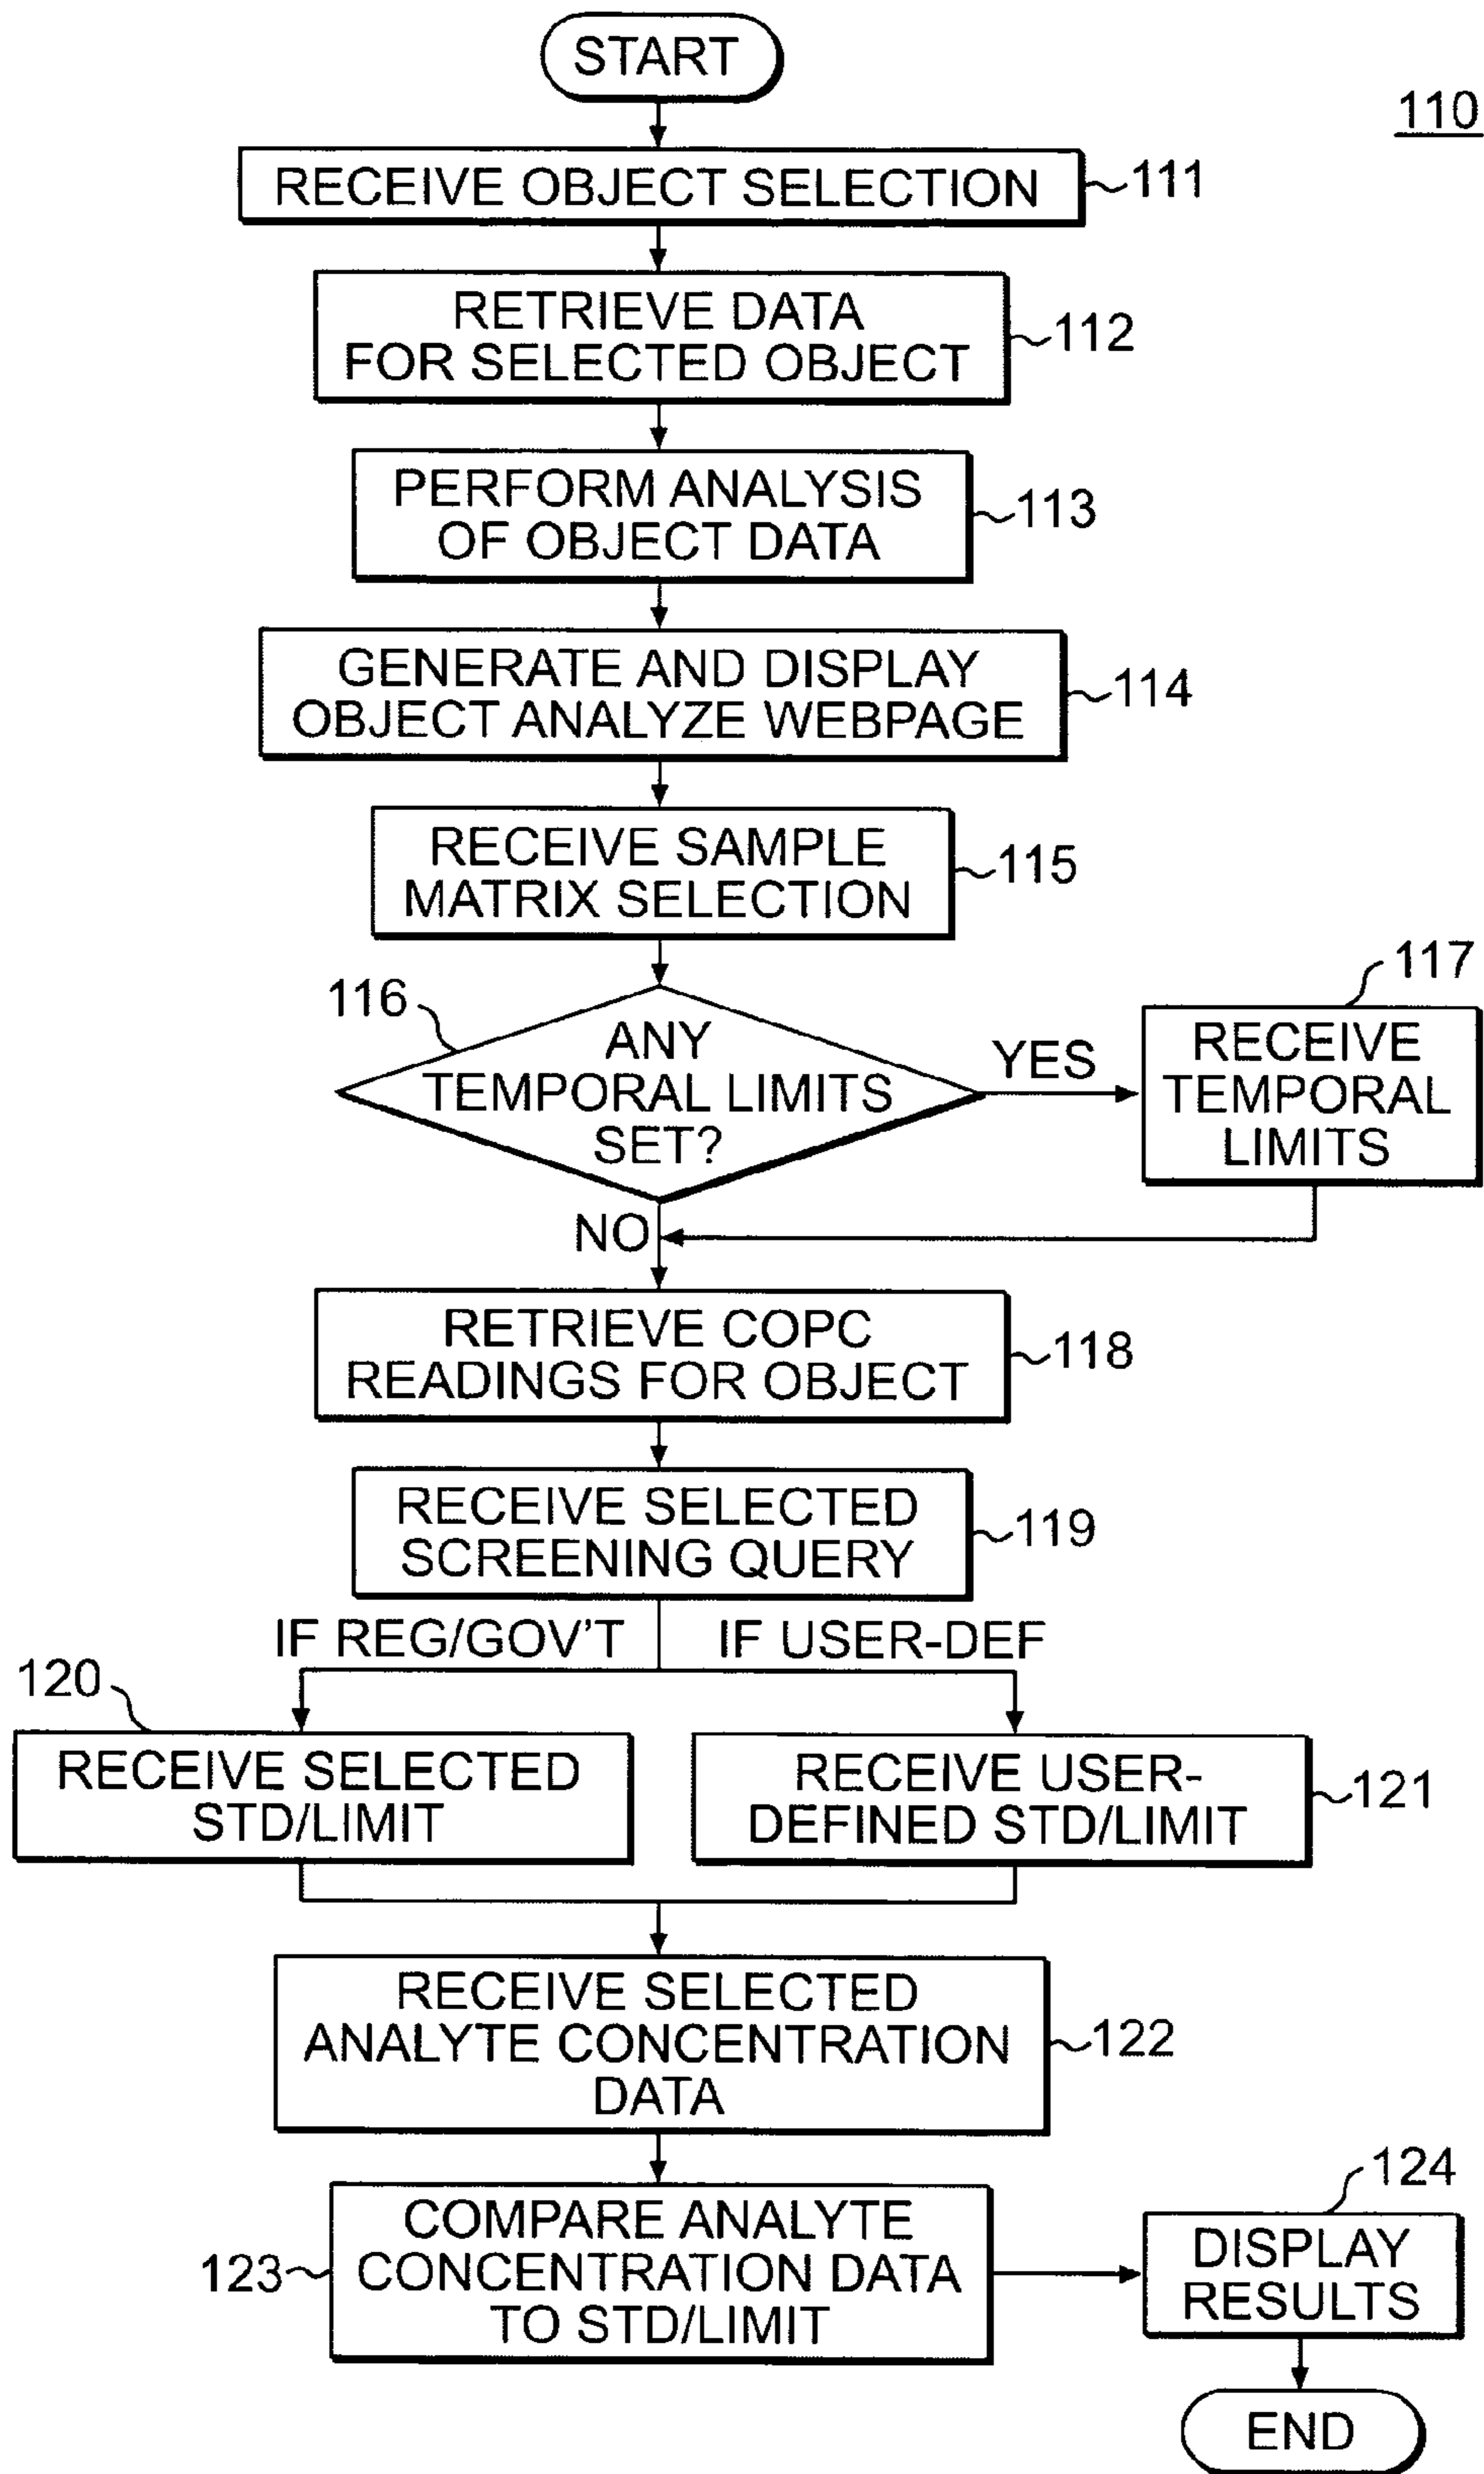 START
110
RECEIVE OBJECT SELECTION
111
RETRIEVE DATA
FOR SELECTED OBJECT
112
PERFORM ANALYSIS
OF OBJECT DATA
113
GENERATE AND DISPLAY
OBJECT ANALYZE WEBPAGE
114
RECEIVE SAMPLE
MATRIX SELECTION
115
116
ANY
TEMPORAL LIMITS
SET?
YES
117
RECEIVE
TEMPORAL
LIMITS
NO
RETRIEVE COPC
READINGS FOR OBJECT
118
RECEIVE SELECTED
SCREENING QUERY
119
IF REG/GOV'T
IF USER-DEF
120
RECEIVE SELECTED
STD/LIMIT
RECEIVE USER-
DEFINED STD/LIMIT
121
RECEIVE SELECTED
ANALYTE CONCENTRATION
DATA
122
123
COMPARE ANALYTE
CONCENTRATION DATA
TO STD/LIMIT
124
DISPLAY
RESULTS
END